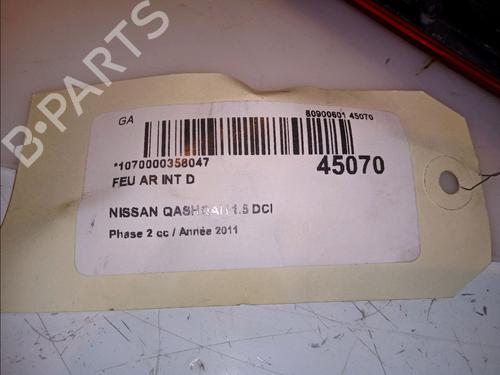 B·PARTS
GA
80900601 45070
*1070000358047
45070
FEU AR INT D
NISSAN QASHQAI 1.5 DCI
Phase 2 cc / Année 2011